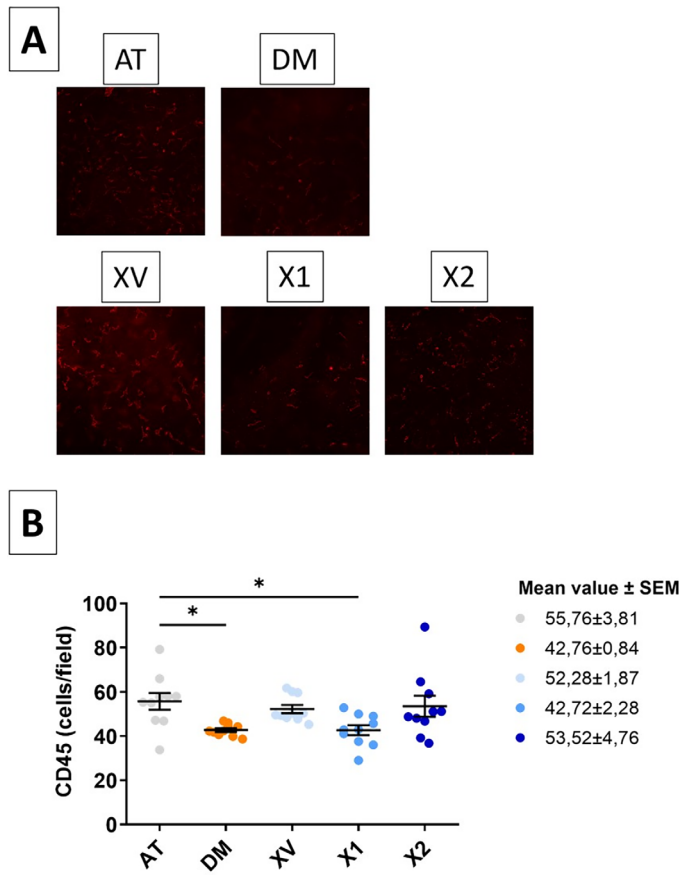 A
AT
DM
XV
X1
X2
B
Mean value ± SEM
55,76±3,81
42,76±0,84
52,28±1,87
42,72±2,28
53,52±4,76
*
*
CD45 (cells/field)
100
80
60
40
20
0
AT
DM
XV
X1
X2